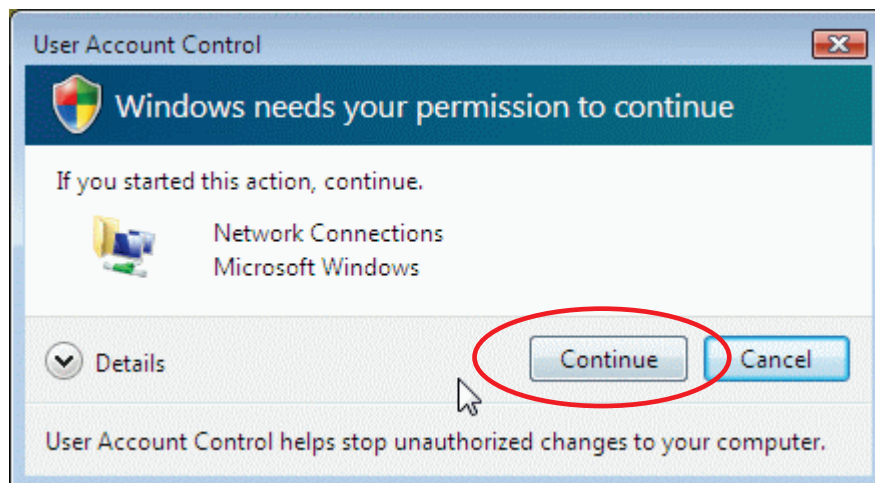 User Account Control
Windows needs your permission to continue
If you started this action, continue.
Network Connections
Microsoft Windows
Details
Continue
Cancel
User Account Control helps stop unauthorized changes to your computer.